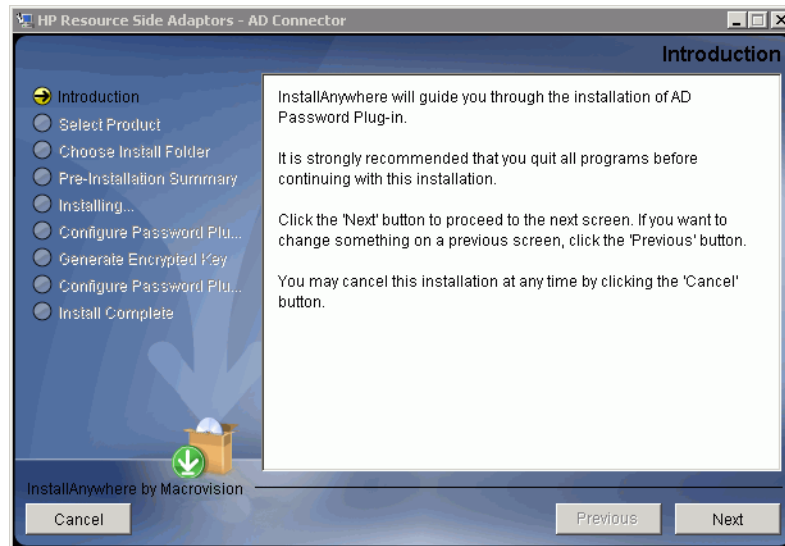 HP Resource Side Adaptors - AD Connector
Introduction
Introduction
Select Product
Choose Install Folder
Pre-Installation Summary
Installing...
Configure Password Plu...
Generate Encrypted Key
Configure Password Plu...
Install Complete
InstallAnywhere will guide you through the installation of AD
Password Plug-in.
It is strongly recommended that you quit all programs before
continuing with this installation.
Click the 'Next' button to proceed to the next screen. If you want to
change something on a previous screen, click the 'Previous' button.
You may cancel this installation at any time by clicking the 'Cancel'
button.
InstallAnywhere by Macrovision
Cancel
Previous
Next